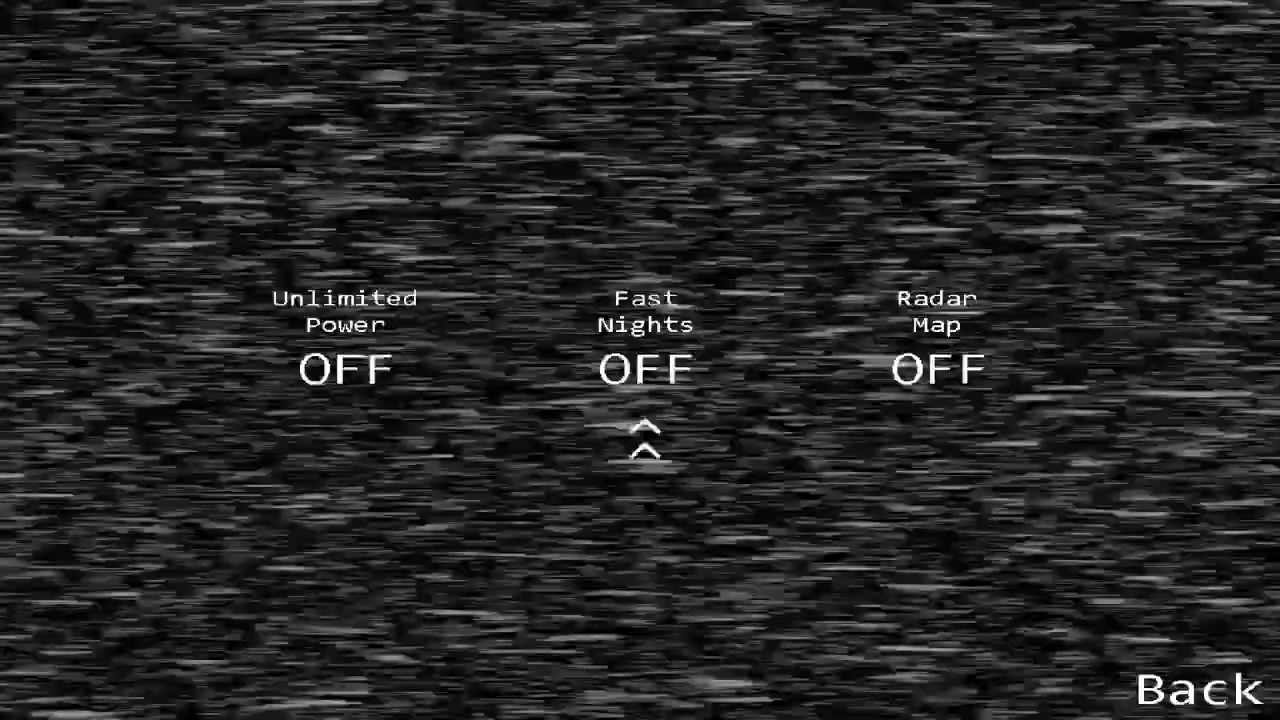 Unlimited
Power
OFF
Fast
Nights
OFF
Radar
Map
OFF
Back